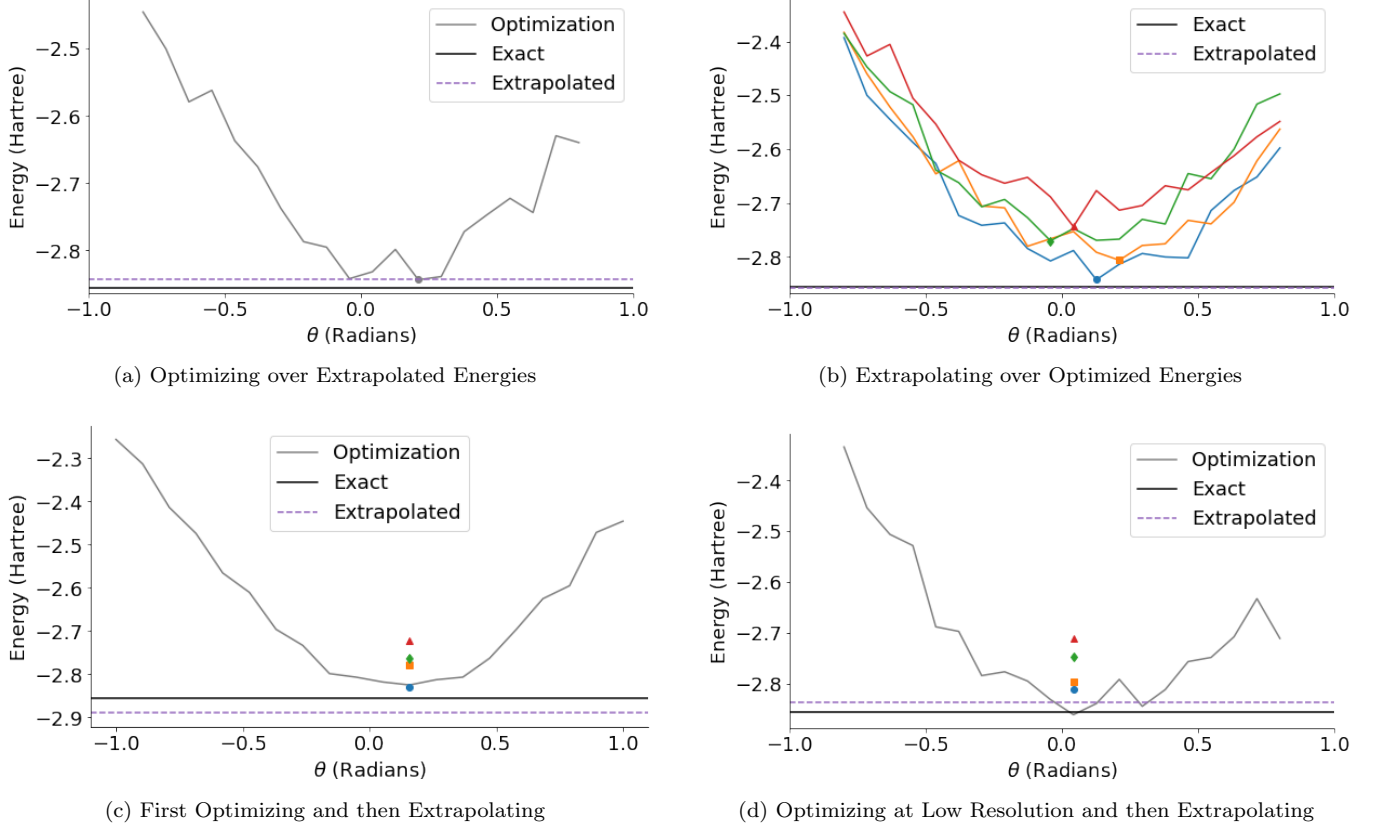 Energy (Hartree)
−2.5
−2.6
−2.7
−2.8
−1.0
−0.5
0.0
0.5
1.0
θ (Radians)
Optimization
Exact
Extrapolated
(a) Optimizing over Extrapolated Energies
Energy (Hartree)
−2.4
−2.5
−2.6
−2.7
−2.8
−1.0
−0.5
0.0
0.5
1.0
θ (Radians)
Exact
Extrapolated
(b) Extrapolating over Optimized Energies
Energy (Hartree)
−2.3
−2.4
−2.5
−2.6
−2.7
−2.8
−2.9
−1.0
−0.5
0.0
0.5
1.0
θ (Radians)
Optimization
Exact
Extrapolated
(c) First Optimizing and then Extrapolating
Energy (Hartree)
−2.4
−2.5
−2.6
−2.7
−2.8
−1.0
−0.5
0.0
0.5
1.0
θ (Radians)
Optimization
Exact
Extrapolated
(d) Optimizing at Low Resolution and then Extrapolating